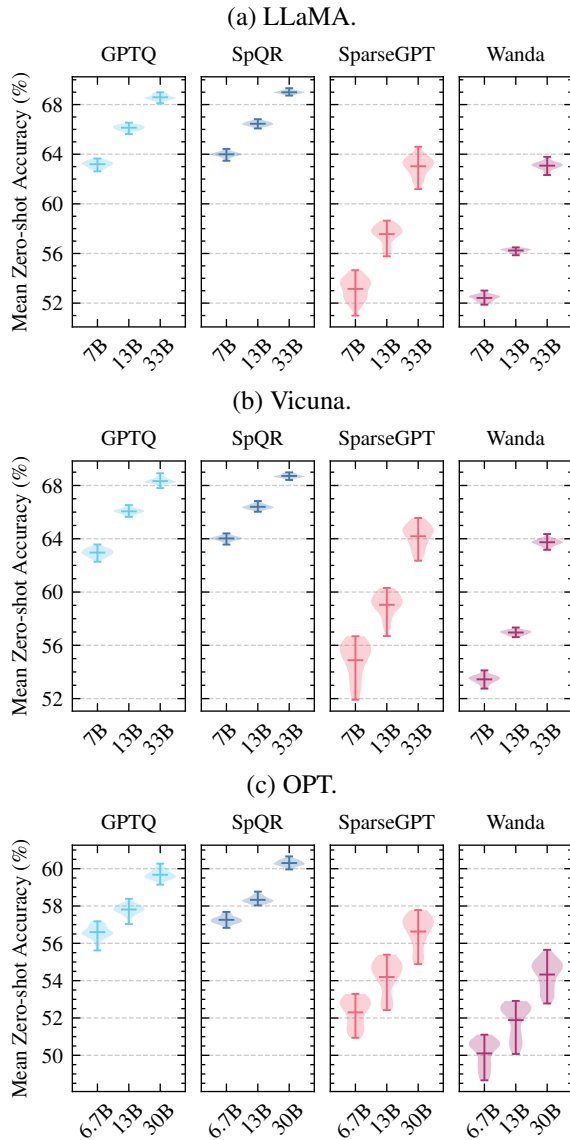 (a) LLaMA.
GPTQ SpQR SparseGPT Wanda
Mean Zero-shot Accuracy (%)
68
64
60
56
52
7B 13B 33B 7B 13B 33B 7B 13B 33B 7B 13B 33B
(b) Vicuna.
GPTQ SpQR SparseGPT Wanda
Mean Zero-shot Accuracy (%)
68
64
60
56
52
7B 13B 33B 7B 13B 33B 7B 13B 33B 7B 13B 33B
(c) OPT.
GPTQ SpQR SparseGPT Wanda
Mean Zero-shot Accuracy (%)
60
58
56
54
52
50
6.7B 13B 30B 6.7B 13B 30B 6.7B 13B 30B 6.7B 13B 30B